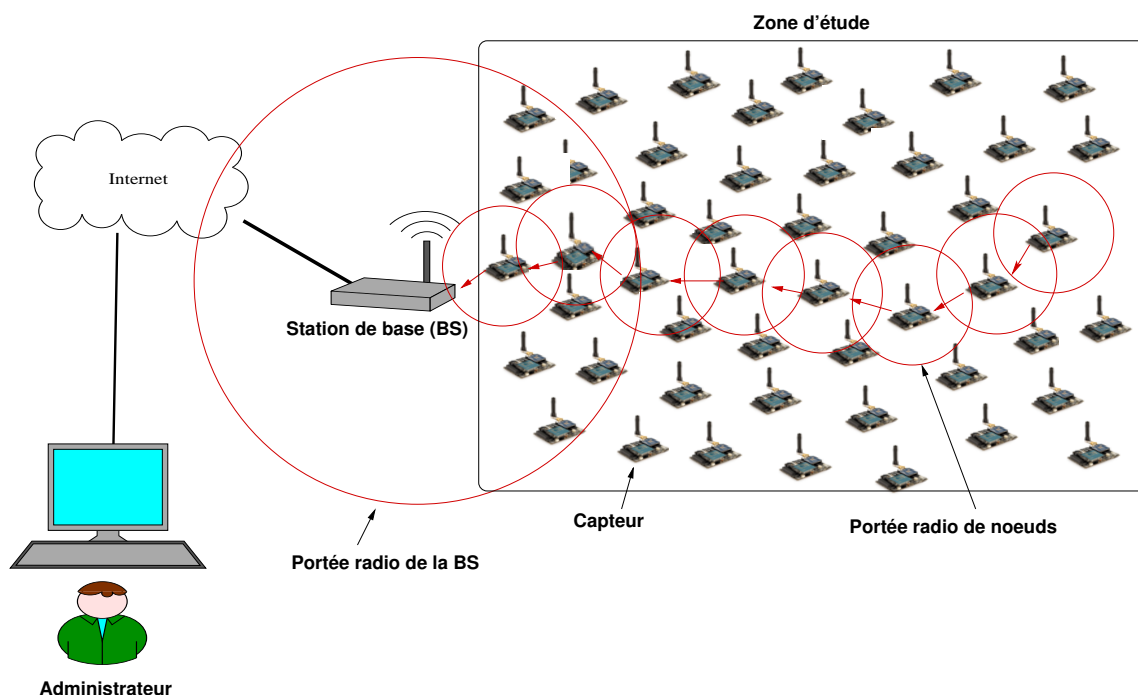 Zone d'étude
Internet
Station de base (BS)
Capteur
Portée radio de noeuds
Portée radio de la BS
Administrateur